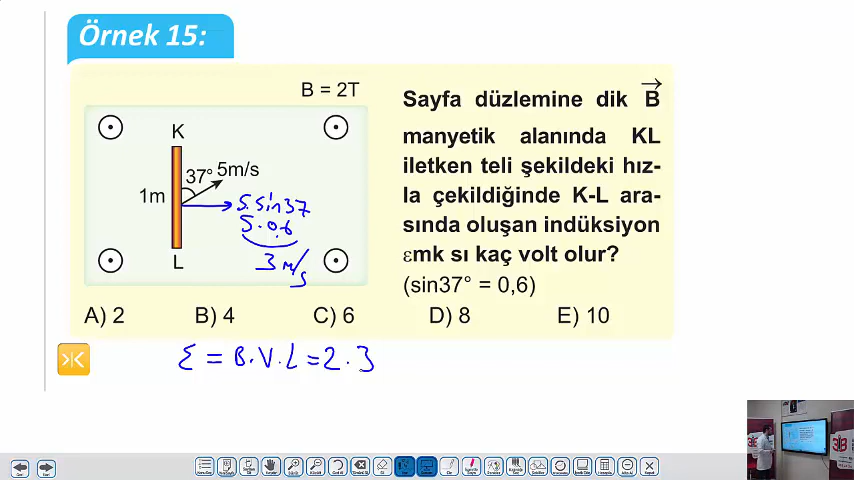 Örnek 15:
B = 2T
K
37° 5m/s
1m
5.sin37
5.0,6
3 m/s
L
Sayfa düzlemine dik B
manyetik alanında KL
iletken teli şekildeki hız-
la çekildiğinde K-L ara-
sında oluşan indüksiyon
εmk sı kaç volt olur?
(sin37° = 0,6)
A) 2 B) 4 C) 6 D) 8 E) 10
Ɛ = B.V.L = 2.3